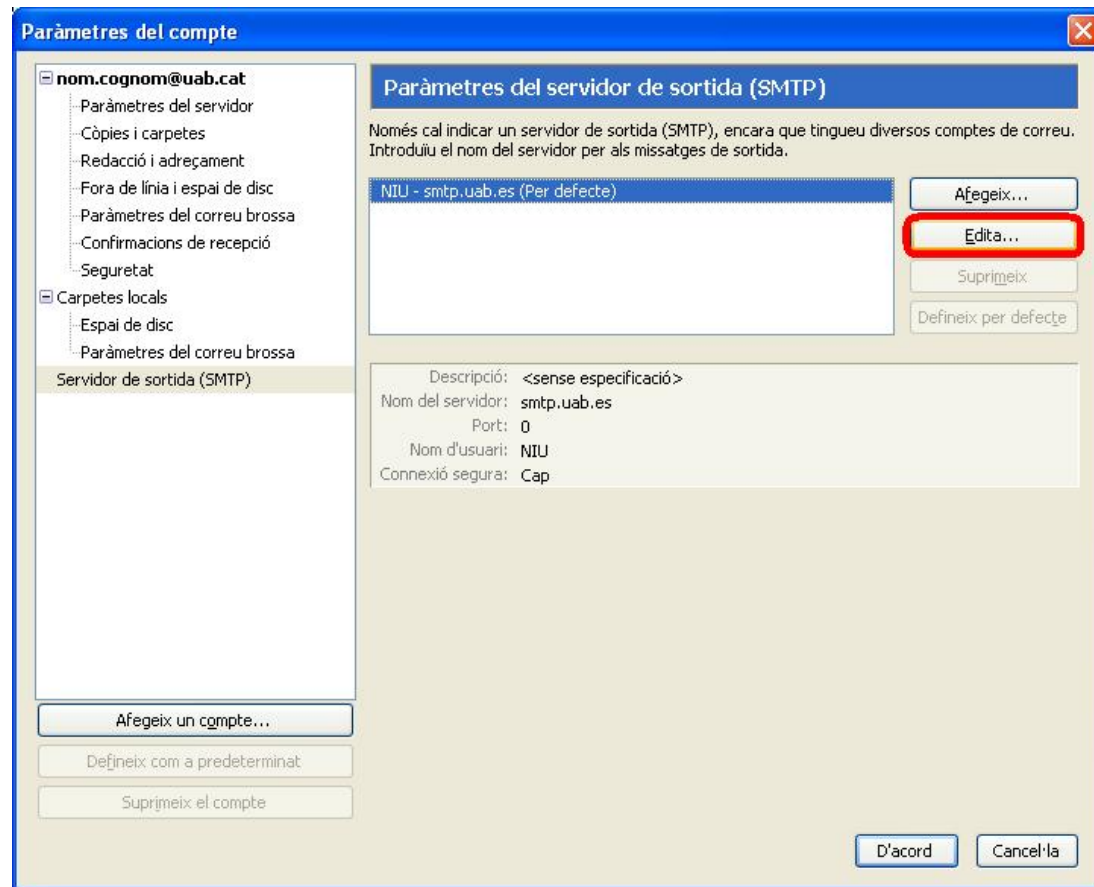 Paràmetres del compte
nom.cognom@uab.cat
Paràmetres del servidor
Còpies i carpetes
Redacció i adreçament
Fora de línia i espai de disc
Paràmetres del correu brossa
Confirmacions de recepció
Seguretat
Carpetes locals
Espai de disc
Paràmetres del correu brossa
Servidor de sortida (SMTP)
Afegeix un compte...
Defineix com a predeterminat
Suprimeix el compte
Paràmetres del servidor de sortida (SMTP)
Només cal indicar un servidor de sortida (SMTP), encara que tingueu diversos comptes de correu.
Introduïu el nom del servidor per als missatges de sortida.
NIU - smtp.uab.es (Per defecte)
Afegeix...
Edita...
Suprimeix
Defineix per defecte
Descripció: <sense especificació>
Nom del servidor: smtp.uab.es
Port: 0
Nom d'usuari: NIU
Connexió segura: Cap
D'acord
Cancel·la